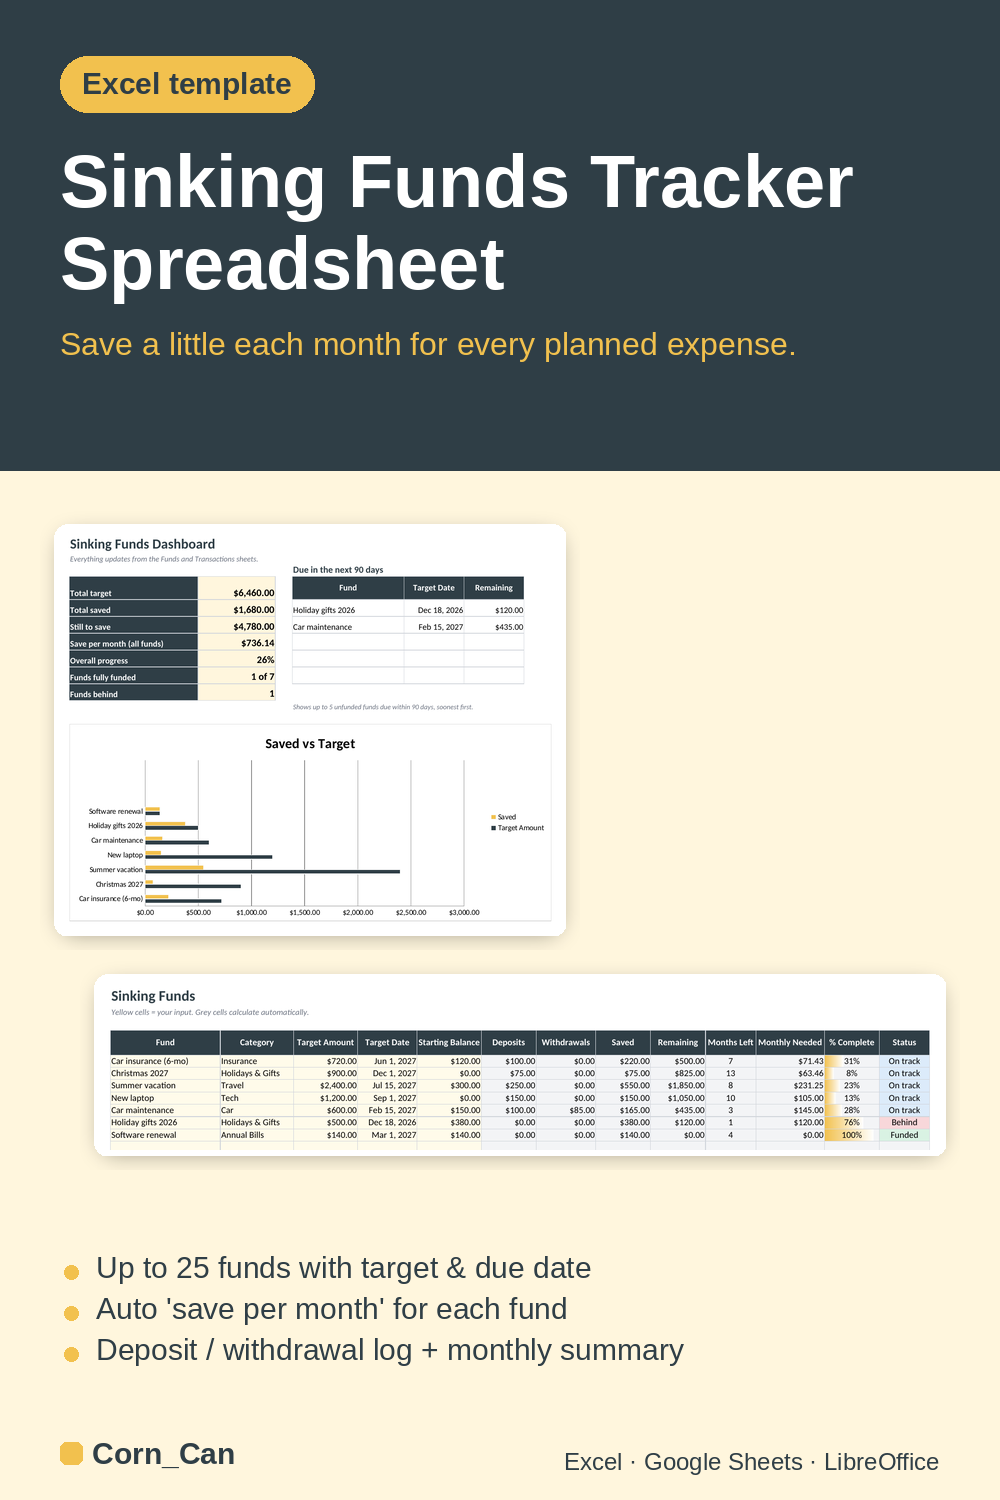 Excel template
Sinking Funds Tracker
Spreadsheet
Save a little each month for every planned expense.
Sinking Funds Dashboard
Everything updates from the Funds and Transactions sheets.
Total target $6,460.00
Total saved $1,680.00
Still to save $4,780.00
Save per month (all funds) $736.14
Overall progress 26%
Funds fully funded 1 of 7
Funds behind 1
Due in the next 90 days
Fund Target Date Remaining
Holiday gifts 2026 Dec 18, 2026 $120.00
Car maintenance Feb 15, 2027 $435.00
Shows up to 5 unfunded funds due within 90 days, soonest first.
Saved vs Target
Software renewal
Holiday gifts 2026
Car maintenance
New laptop
Summer vacation
Christmas 2027
Car insurance (6-mo)
$0.00 $500.00 $1,000.00 $1,500.00 $2,000.00 $2,500.00 $3,000.00
Saved
Target Amount
Sinking Funds
Yellow cells = your input. Grey cells calculate automatically.
Fund Category Target Amount Target Date Starting Balance Deposits Withdrawals Saved Remaining Months Left Monthly Needed % Complete Status
Car insurance (6-mo) Insurance $720.00 Jun 1, 2027 $120.00 $100.00 $0.00 $220.00 $500.00 7 $71.43 31% On track
Christmas 2027 Holidays & Gifts $900.00 Dec 1, 2027 $0.00 $75.00 $0.00 $75.00 $825.00 13 $63.46 8% On track
Summer vacation Travel $2,400.00 Jul 15, 2027 $300.00 $250.00 $0.00 $550.00 $1,850.00 8 $231.25 23% On track
New laptop Tech $1,200.00 Sep 1, 2027 $0.00 $150.00 $0.00 $150.00 $1,050.00 10 $105.00 13% On track
Car maintenance Car $600.00 Feb 15, 2027 $150.00 $100.00 $85.00 $165.00 $435.00 3 $145.00 28% On track
Holiday gifts 2026 Holidays & Gifts $500.00 Dec 18, 2026 $380.00 $0.00 $0.00 $380.00 $120.00 1 $120.00 76% Behind
Software renewal Annual Bills $140.00 Mar 1, 2027 $140.00 $0.00 $0.00 $140.00 $0.00 4 $0.00 100% Funded
Up to 25 funds with target & due date
Auto 'save per month' for each fund
Deposit / withdrawal log + monthly summary
Corn_Can
Excel · Google Sheets · LibreOffice